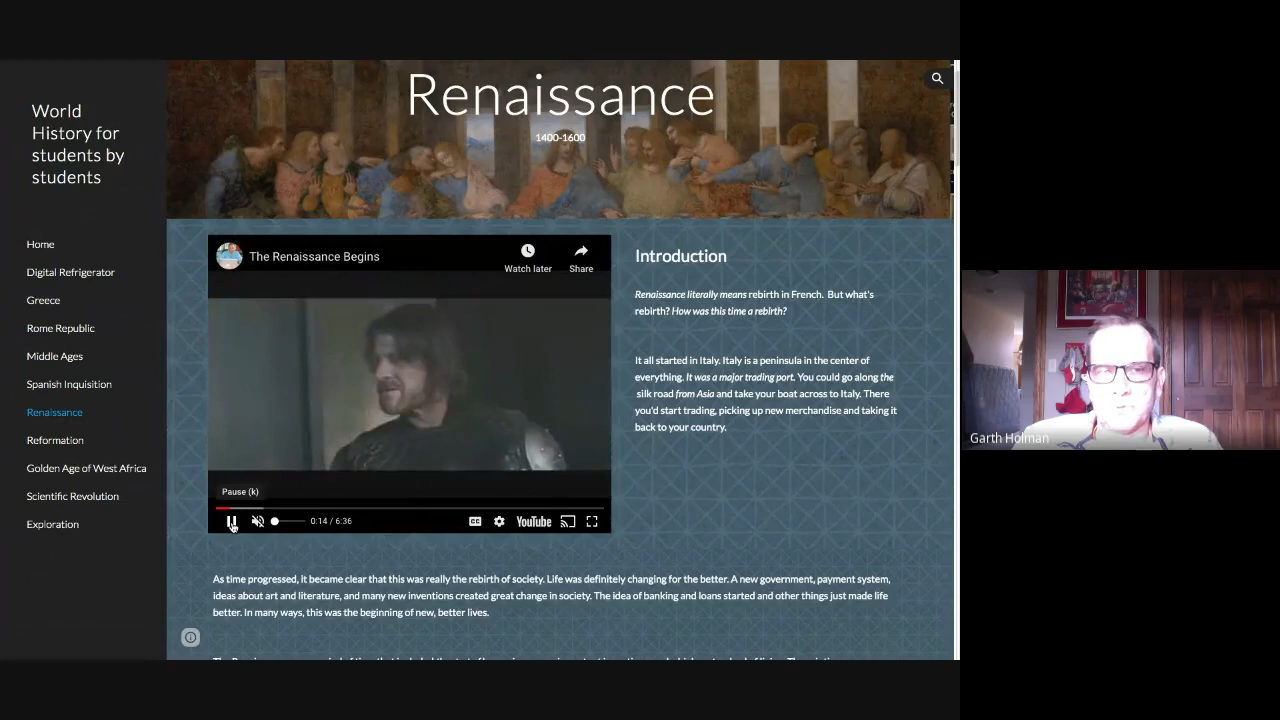 Renaissance
1400-1600
World
History for
students by
students
Home
Digital Refrigerator
Greece
Rome Republic
Middle Ages
Spanish Inquisition
Renaissance
Reformation
Golden Age of West Africa
Scientific Revolution
Exploration
The Renaissance Begins
Watch later
Share
Pause (k)
0:14 / 6:36
CC
YouTube
Introduction
Renaissance literally means rebirth in French. But what's
rebirth? How was this time a rebirth?
It all started in Italy. Italy is a peninsula in the center of
everything. It was a major trading port. You could go along the
silk road from Asia and take your boat across to Italy. There
you'd start trading, picking up new merchandise and taking it
back to your country.
As time progressed, it became clear that this was really the rebirth of society. Life was definitely changing for the better. A new government, payment system,
ideas about art and literature, and many new inventions created great change in society. The idea of banking and loans started and other things just made life
better. In many ways, this was the beginning of new, better lives.
Garth Holman